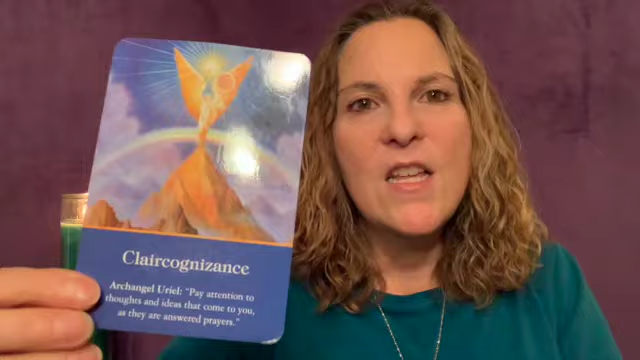 Claircognizance
Archangel Uriel: "Pay attention to
thoughts and ideas that come to you,
as they are answered prayers."